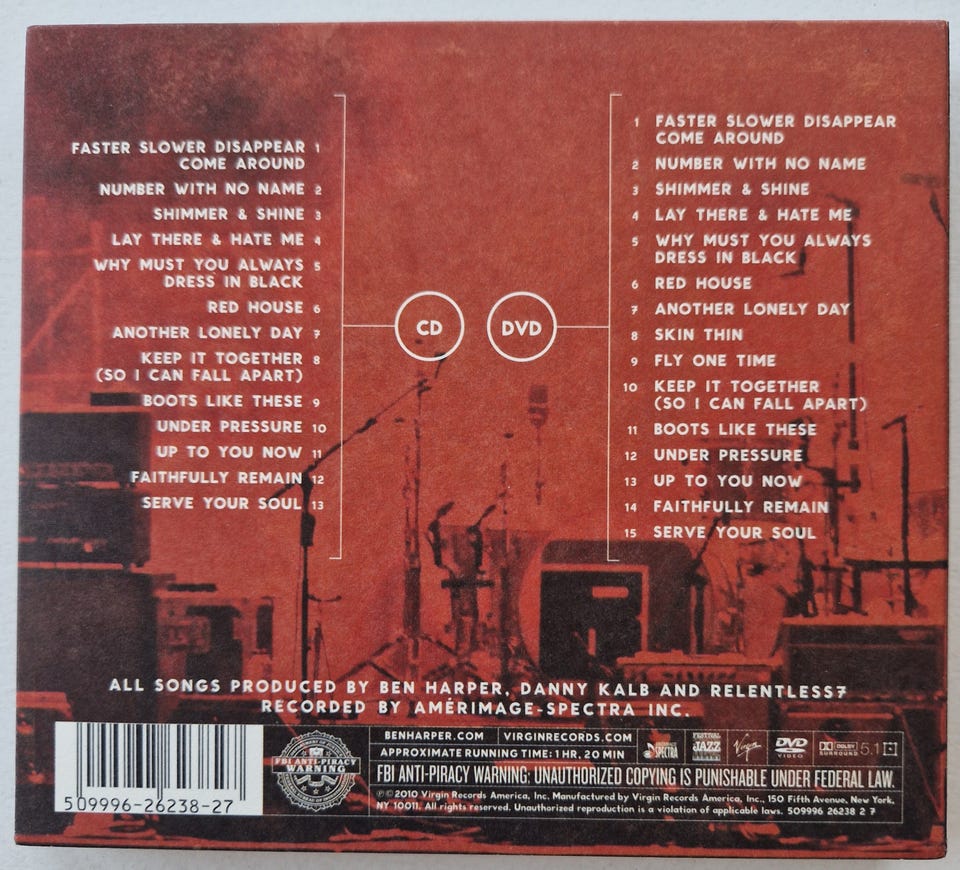 FASTER SLOWER DISAPPEAR 1
COME AROUND
NUMBER WITH NO NAME 2
SHIMMER & SHINE 3
LAY THERE & HATE ME 4
WHY MUST YOU ALWAYS 5
DRESS IN BLACK
RED HOUSE 6
ANOTHER LONELY DAY 7
KEEP IT TOGETHER 8
(SO I CAN FALL APART)
BOOTS LIKE THESE 9
UNDER PRESSURE 10
UP TO YOU NOW 11
FAITHFULLY REMAIN 12
SERVE YOUR SOUL 13
CD
DVD
1 FASTER SLOWER DISAPPEAR
COME AROUND
2 NUMBER WITH NO NAME
3 SHIMMER & SHINE
4 LAY THERE & HATE ME
5 WHY MUST YOU ALWAYS
DRESS IN BLACK
6 RED HOUSE
7 ANOTHER LONELY DAY
8 SKIN THIN
9 FLY ONE TIME
10 KEEP IT TOGETHER
(SO I CAN FALL APART)
11 BOOTS LIKE THESE
12 UNDER PRESSURE
13 UP TO YOU NOW
14 FAITHFULLY REMAIN
15 SERVE YOUR SOUL
ALL SONGS PRODUCED BY BEN HARPER, DANNY KALB AND RELENTLESS7
RECORDED BY AMÉRIMAGE-SPECTRA INC.
5 09996-26238-27
FBI ANTI-PIRACY
WARNING
BENHARPER.COM VIRGINRECORDS.COM
APPROXIMATE RUNNING TIME: 1 HR, 20 MIN
SPECTRA
FESTIVAL
JAZZ
Virgin
DVD
VIDEO
DOLBY
SURROUND 5.1
FBI ANTI-PIRACY WARNING: UNAUTHORIZED COPYING IS PUNISHABLE UNDER FEDERAL LAW.
℗©2010 Virgin Records America, Inc. Manufactured by Virgin Records America, Inc., 150 Fifth Avenue, New York,
NY 10011. All rights reserved. Unauthorized reproduction is a violation of applicable laws. 509996 26238 2 7